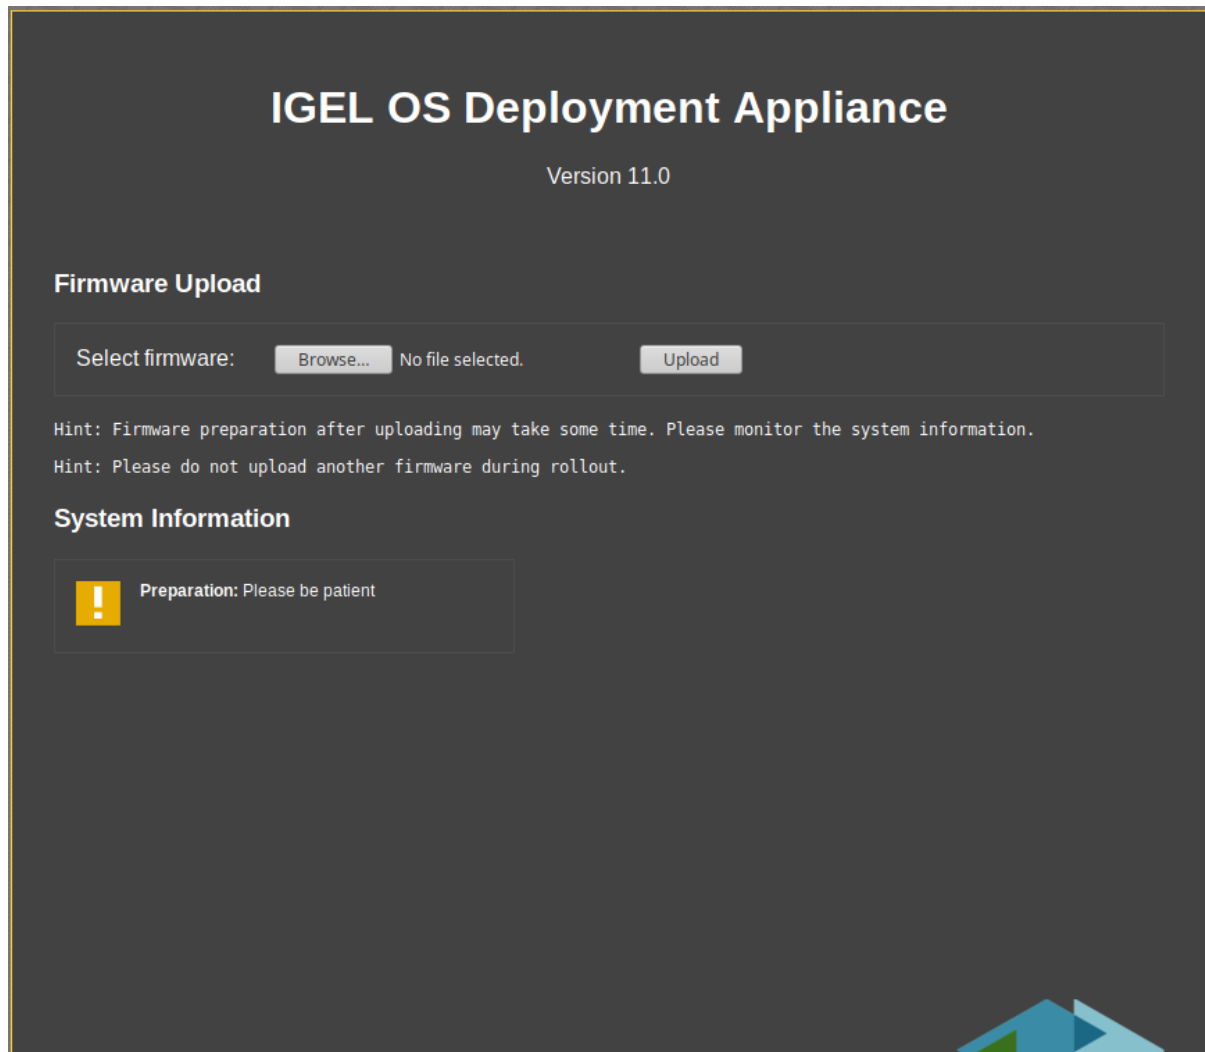 IGEL OS Deployment Appliance
Version 11.0
Firmware Upload
Select firmware: Browse... No file selected. Upload
Hint: Firmware preparation after uploading may take some time. Please monitor the system information.
Hint: Please do not upload another firmware during rollout.
System Information
Preparation: Please be patient